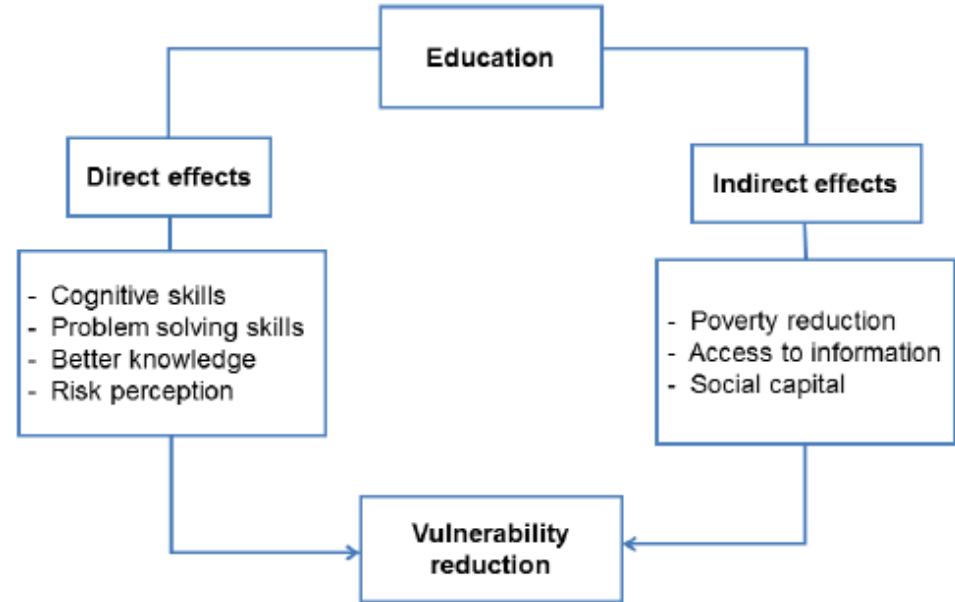 Education
Direct effects
- Cognitive skills
- Problem solving skills
- Better knowledge
- Risk perception
Indirect effects
- Poverty reduction
- Access to information
- Social capital
Vulnerability
reduction